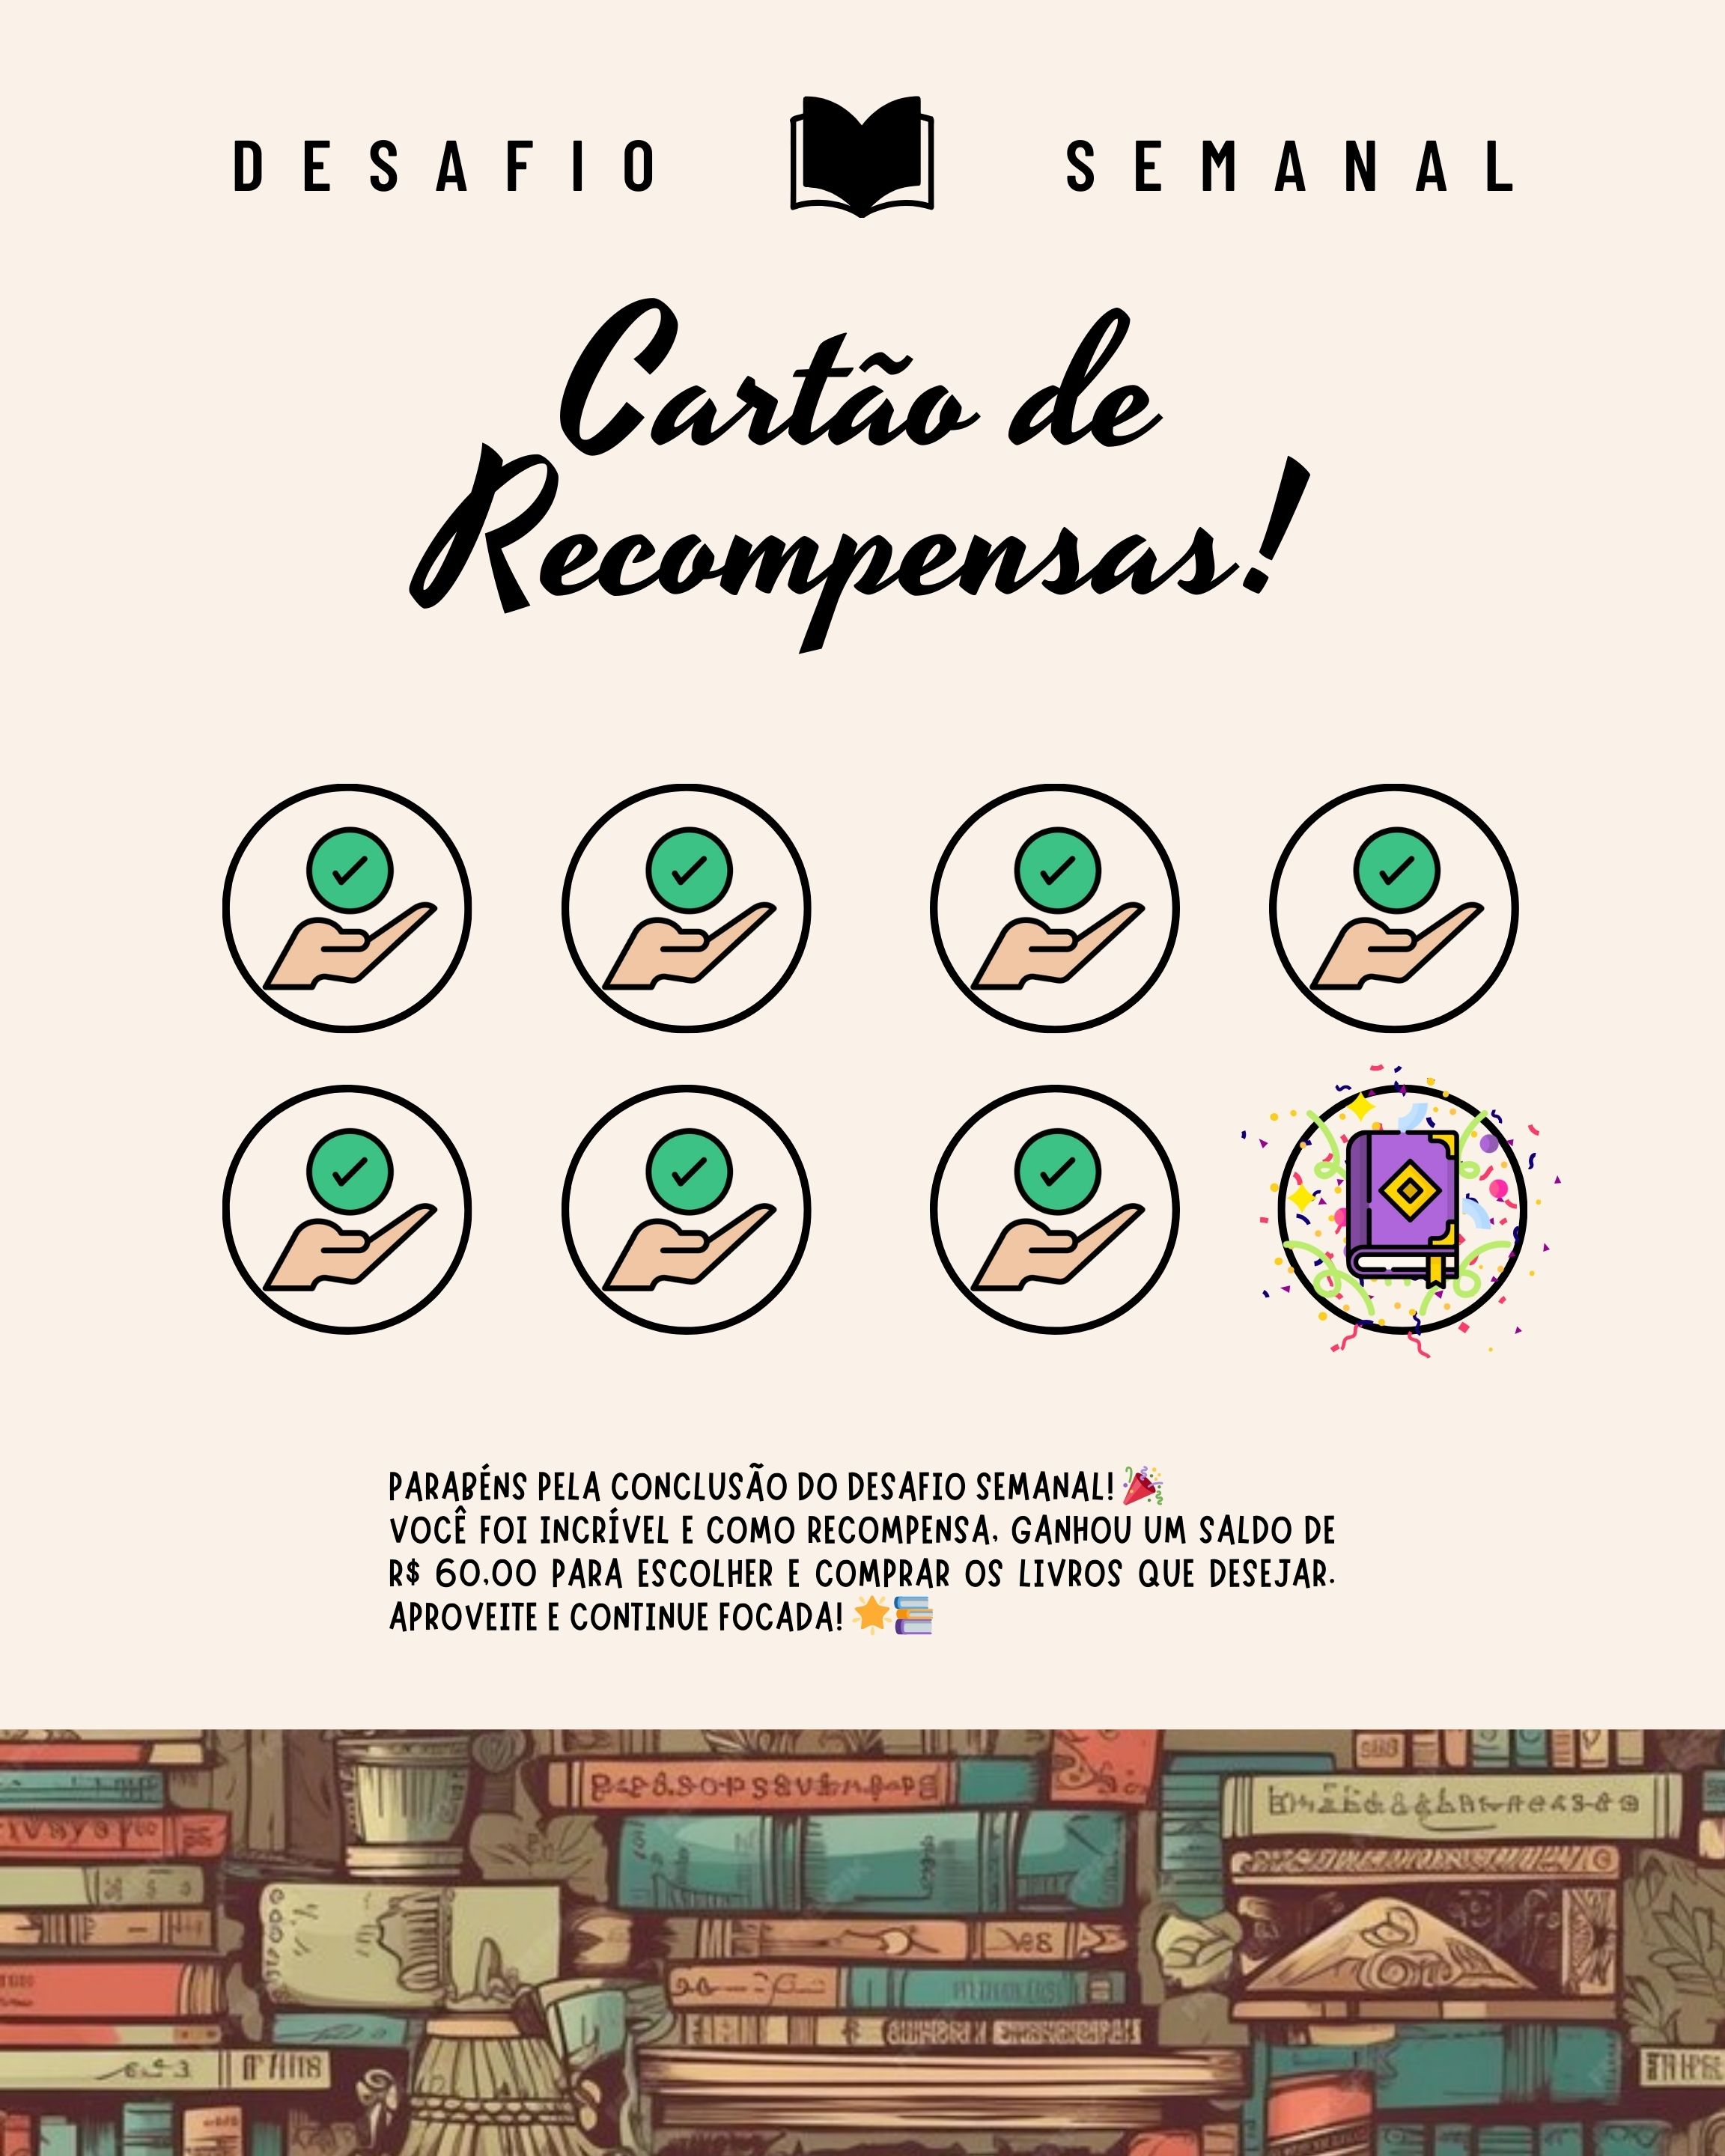 DESAFIO SEMANAL
Cartão de
Recompensas!
PARABÉNS PELA CONCLUSÃO DO DESAFIO SEMANAL! 🎉
VOCÊ FOI INCRÍVEL E COMO RECOMPENSA, GANHOU UM SALDO DE
R$ 60,00 PARA ESCOLHER E COMPRAR OS LIVROS QUE DESEJAR.
APROVEITE E CONTINUE FOCADA! 🌟📚